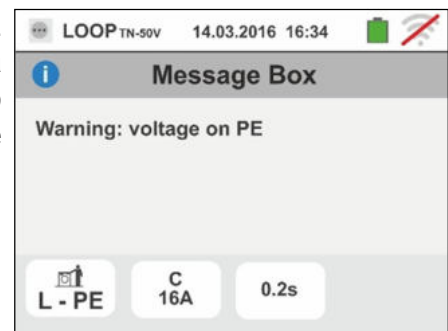 LOOP TN-50V 14.03.2016 16:34
i Message Box
Warning: voltage on PE
L - PE
C
16A
0.2s